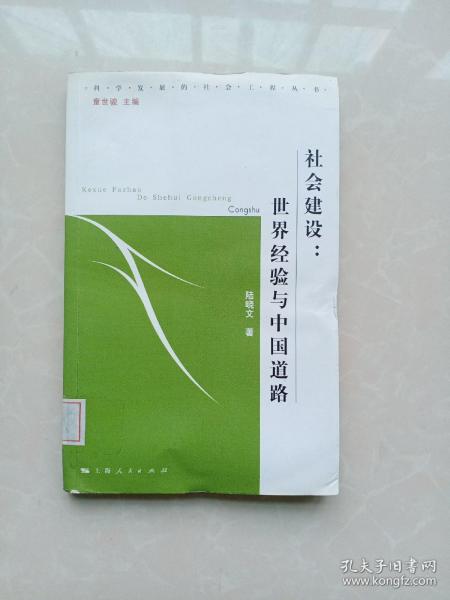 ·科·学·发·展·的·社·会·工·程·丛·书·
童世骏 主编
社会建设：
世界经验与中国道路
Kexue Fazhan
De Shehui Gongcheng
Congshu
陆晓文 著
上海人民出版社
孔夫子旧书网
www.kongfz.com